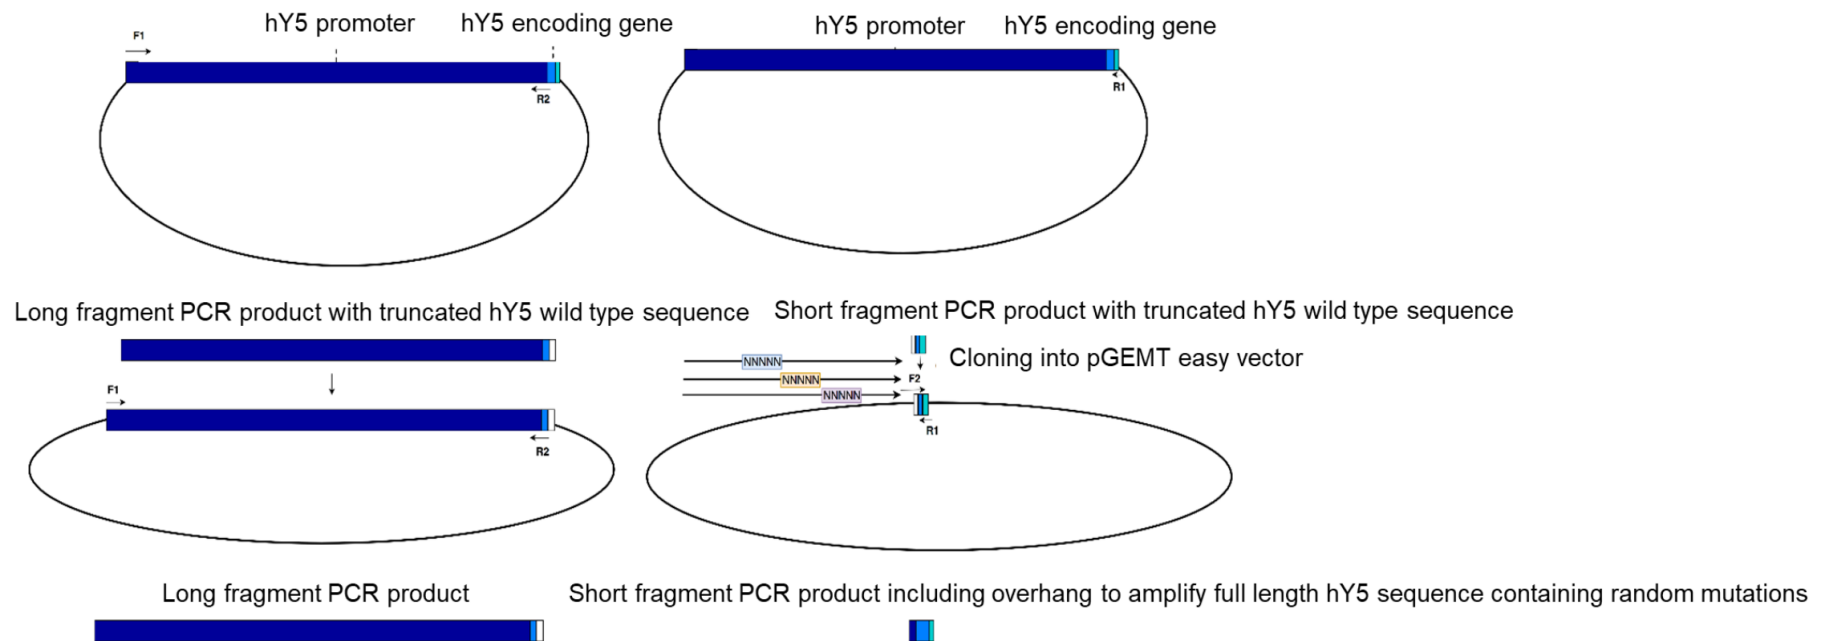 F1
hY5 promoter
hY5 encoding gene
R2
hY5 promoter
hY5 encoding gene
R1
Long fragment PCR product with truncated hY5 wild type sequence
Short fragment PCR product with truncated hY5 wild type sequence
NNNNN
NNNNN
NNNNN
Cloning into pGEMT easy vector
F2
R1
F1
R2
Long fragment PCR product
Short fragment PCR product including overhang to amplify full length hY5 sequence containing random mutations